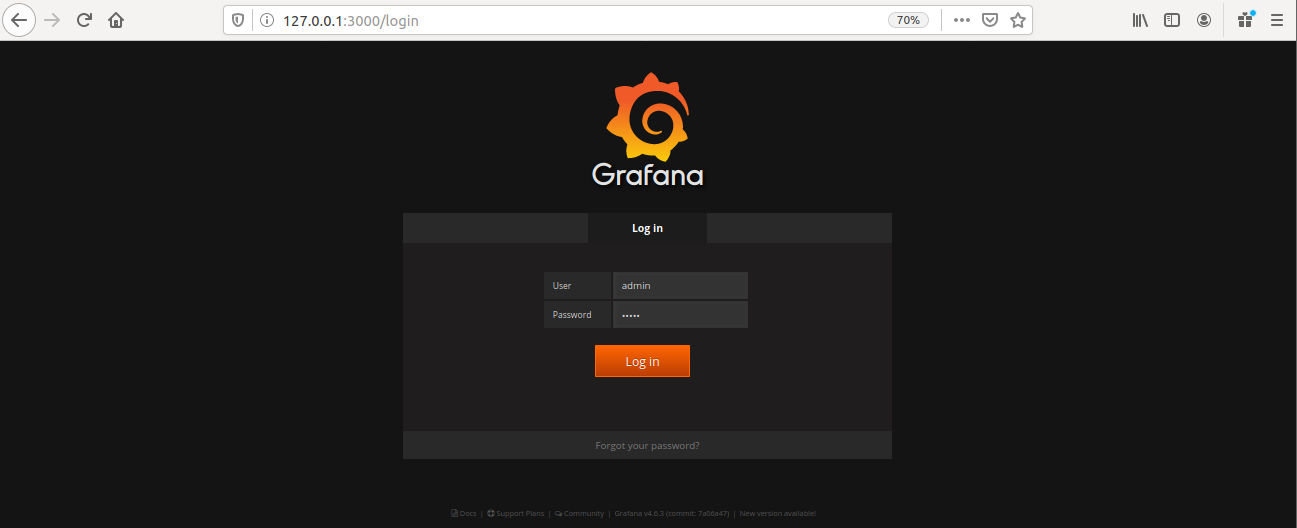 127.0.0.1:3000/login 70%
Grafana
Log in
User admin
Password •••••
Log in
Forgot your password?
Docs | Support Plans | Community | Grafana v4.6.3 (commit: 7a06a47) | New version available!